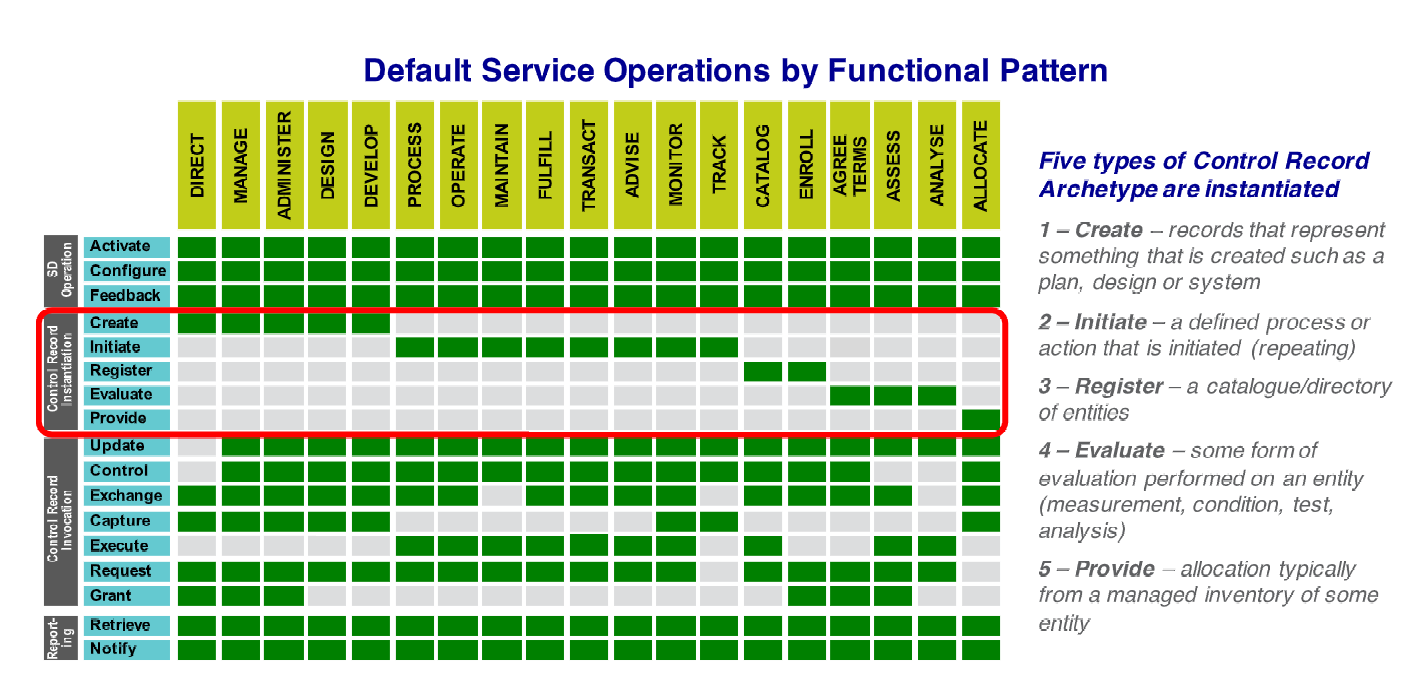 Default Service Operations by Functional Pattern
DIRECT
MANAGE
ADMINISTER
DESIGN
DEVELOP
PROCESS
OPERATE
MAINTAIN
FULFILL
TRANSACT
ADVISE
MONITOR
TRACK
CATALOG
ENROLL
AGREE
TERMS
ASSESS
ANALYSE
ALLOCATE
SD
Operation
Activate
Configure
Feedback
Control Record
Instantiation
Create
Initiate
Register
Evaluate
Provide
Control Record
Invocation
Update
Control
Exchange
Capture
Execute
Request
Grant
Report-
ing
Retrieve
Notify
Five types of Control Record
Archetype are instantiated
1 – Create – records that represent
something that is created such as a
plan, design or system
2 – Initiate – a defined process or
action that is initiated (repeating)
3 – Register – a catalogue/directory
of entities
4 – Evaluate – some form of
evaluation performed on an entity
(measurement, condition, test,
analysis)
5 – Provide – allocation typically
from a managed inventory of some
entity